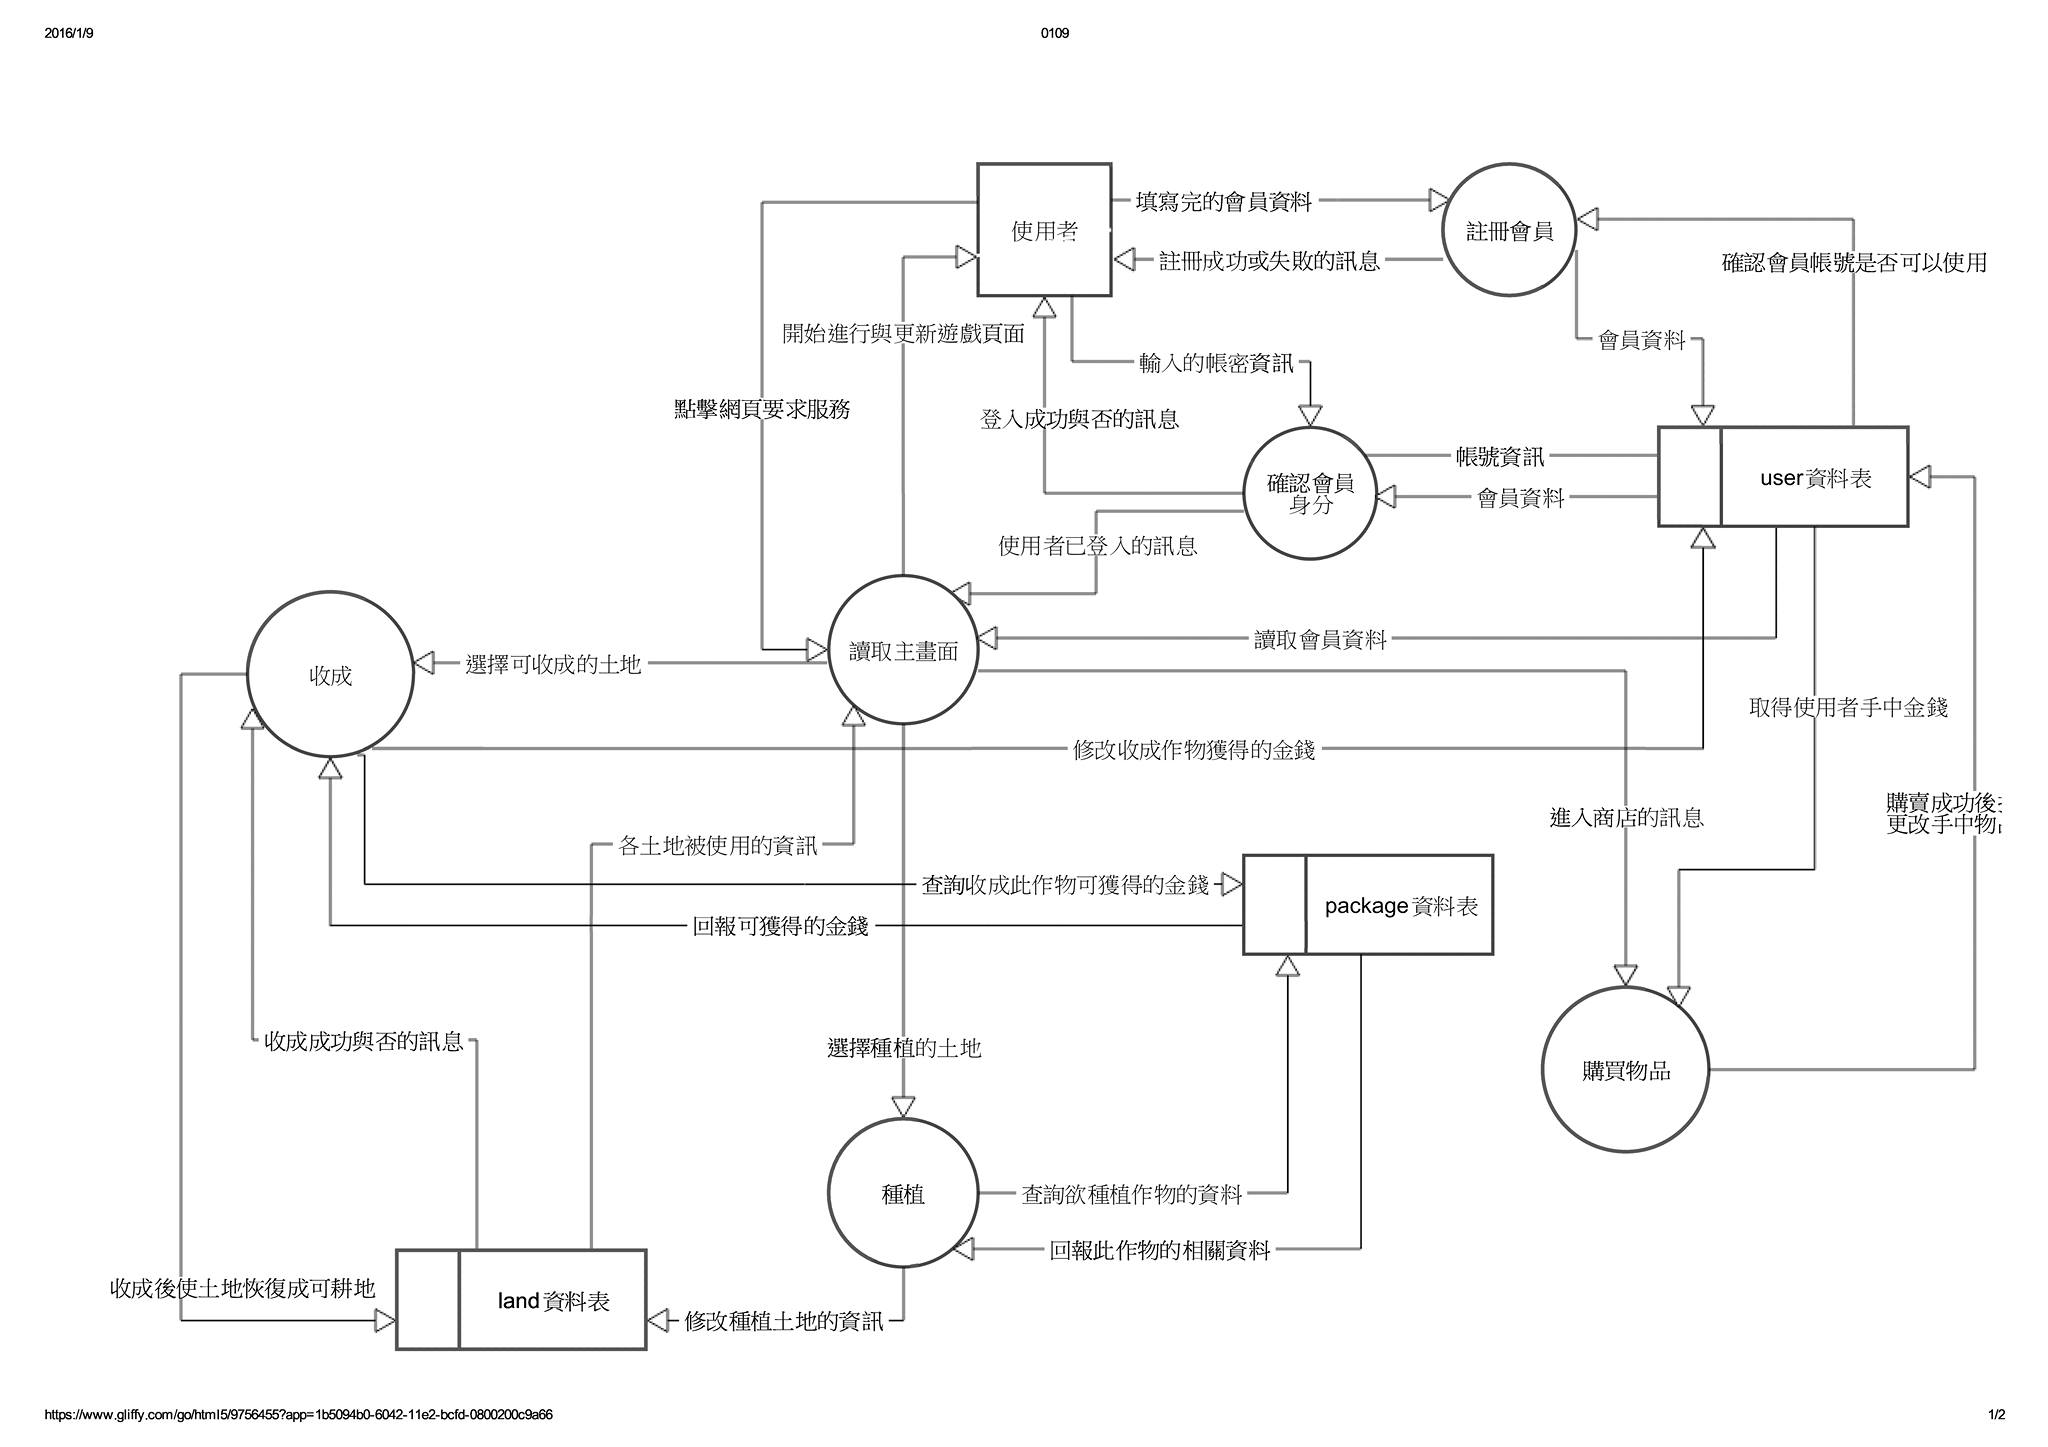 2016/1/9
0109
使用者
填寫完的會員資料
註冊會員
註冊成功或失敗的訊息
確認會員帳號是否可以使用
開始進行與更新遊戲頁面
會員資料
輸入的帳密資訊
點擊網頁要求服務
登入成功與否的訊息
帳號資訊
user資料表
確認會員
身分
會員資料
使用者已登入的訊息
讀取會員資料
讀取主畫面
選擇可收成的土地
收成
取得使用者手中金錢
修改收成作物獲得的金錢
購賣成功後
更改手中物
進入商店的訊息
各土地被使用的資訊
查詢收成此作物可獲得的金錢
package資料表
回報可獲得的金錢
收成成功與否的訊息
選擇種植的土地
購買物品
種植
查詢欲種植作物的資料
回報此作物的相關資料
收成後使土地恢復成可耕地
land資料表
修改種植土地的資訊
https://www.gliffy.com/go/html5/9756455?app=1b5094b0-6042-11e2-bcfd-0800200c9a66
1/2